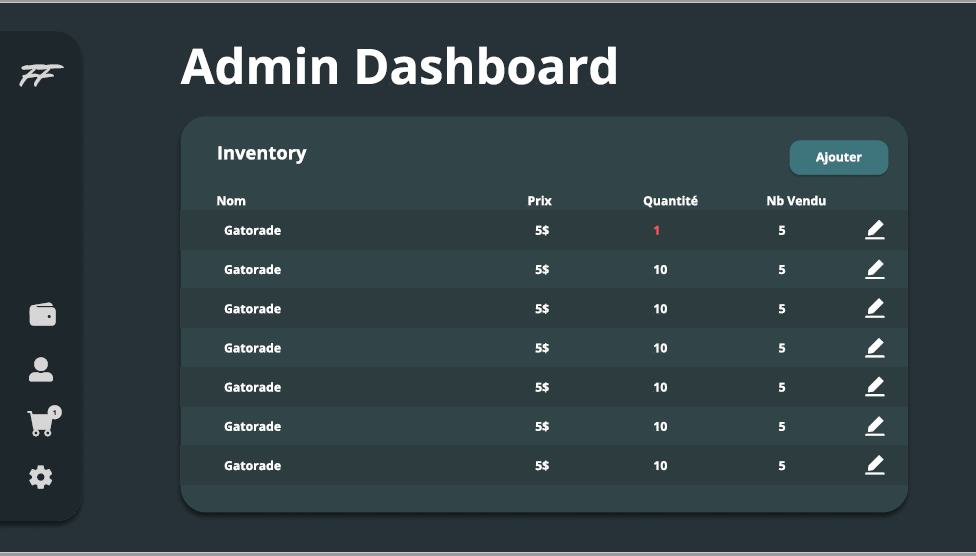 FF
Admin Dashboard
Inventory
Ajouter
Nom Prix Quantité Nb Vendu
Gatorade 5$ 1 5
Gatorade 5$ 10 5
Gatorade 5$ 10 5
Gatorade 5$ 10 5
Gatorade 5$ 10 5
Gatorade 5$ 10 5
Gatorade 5$ 10 5
1